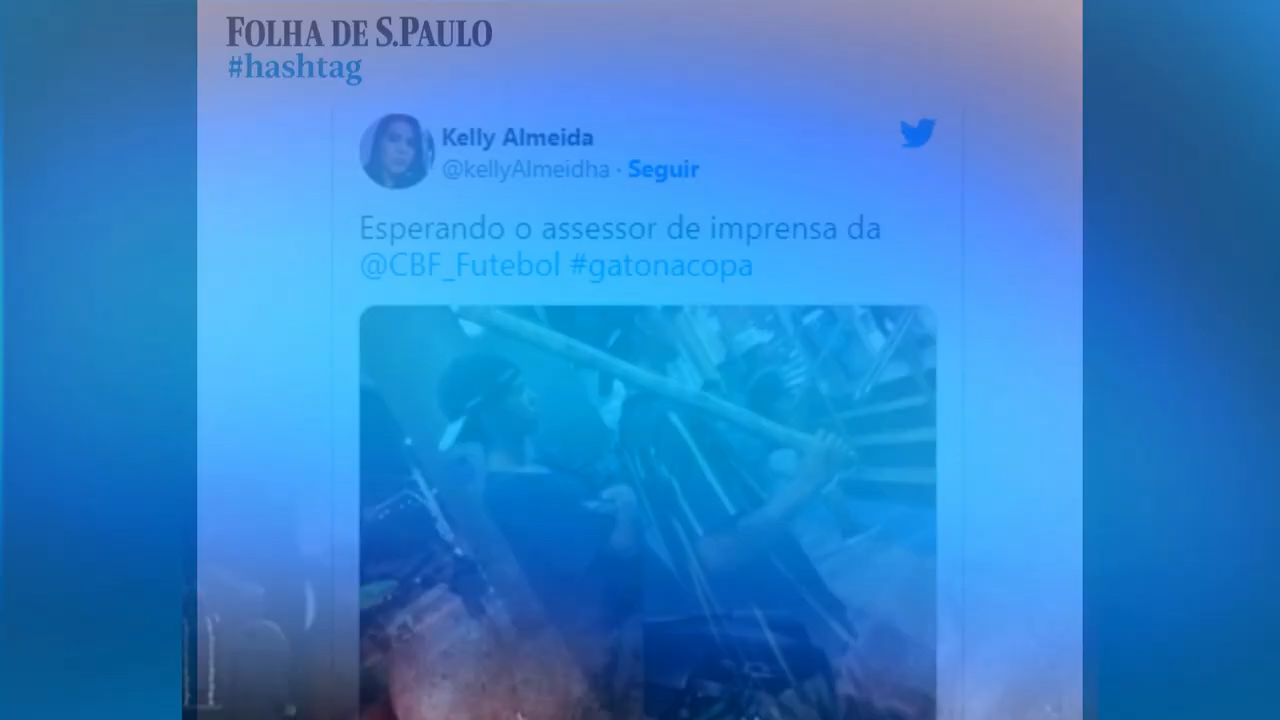 FOLHA DE S.PAULO
#hashtag
Kelly Almeida
@kellyAlmeidha · Seguir
Esperando o assessor de imprensa da
@CBF_Futebol #gatonacopa